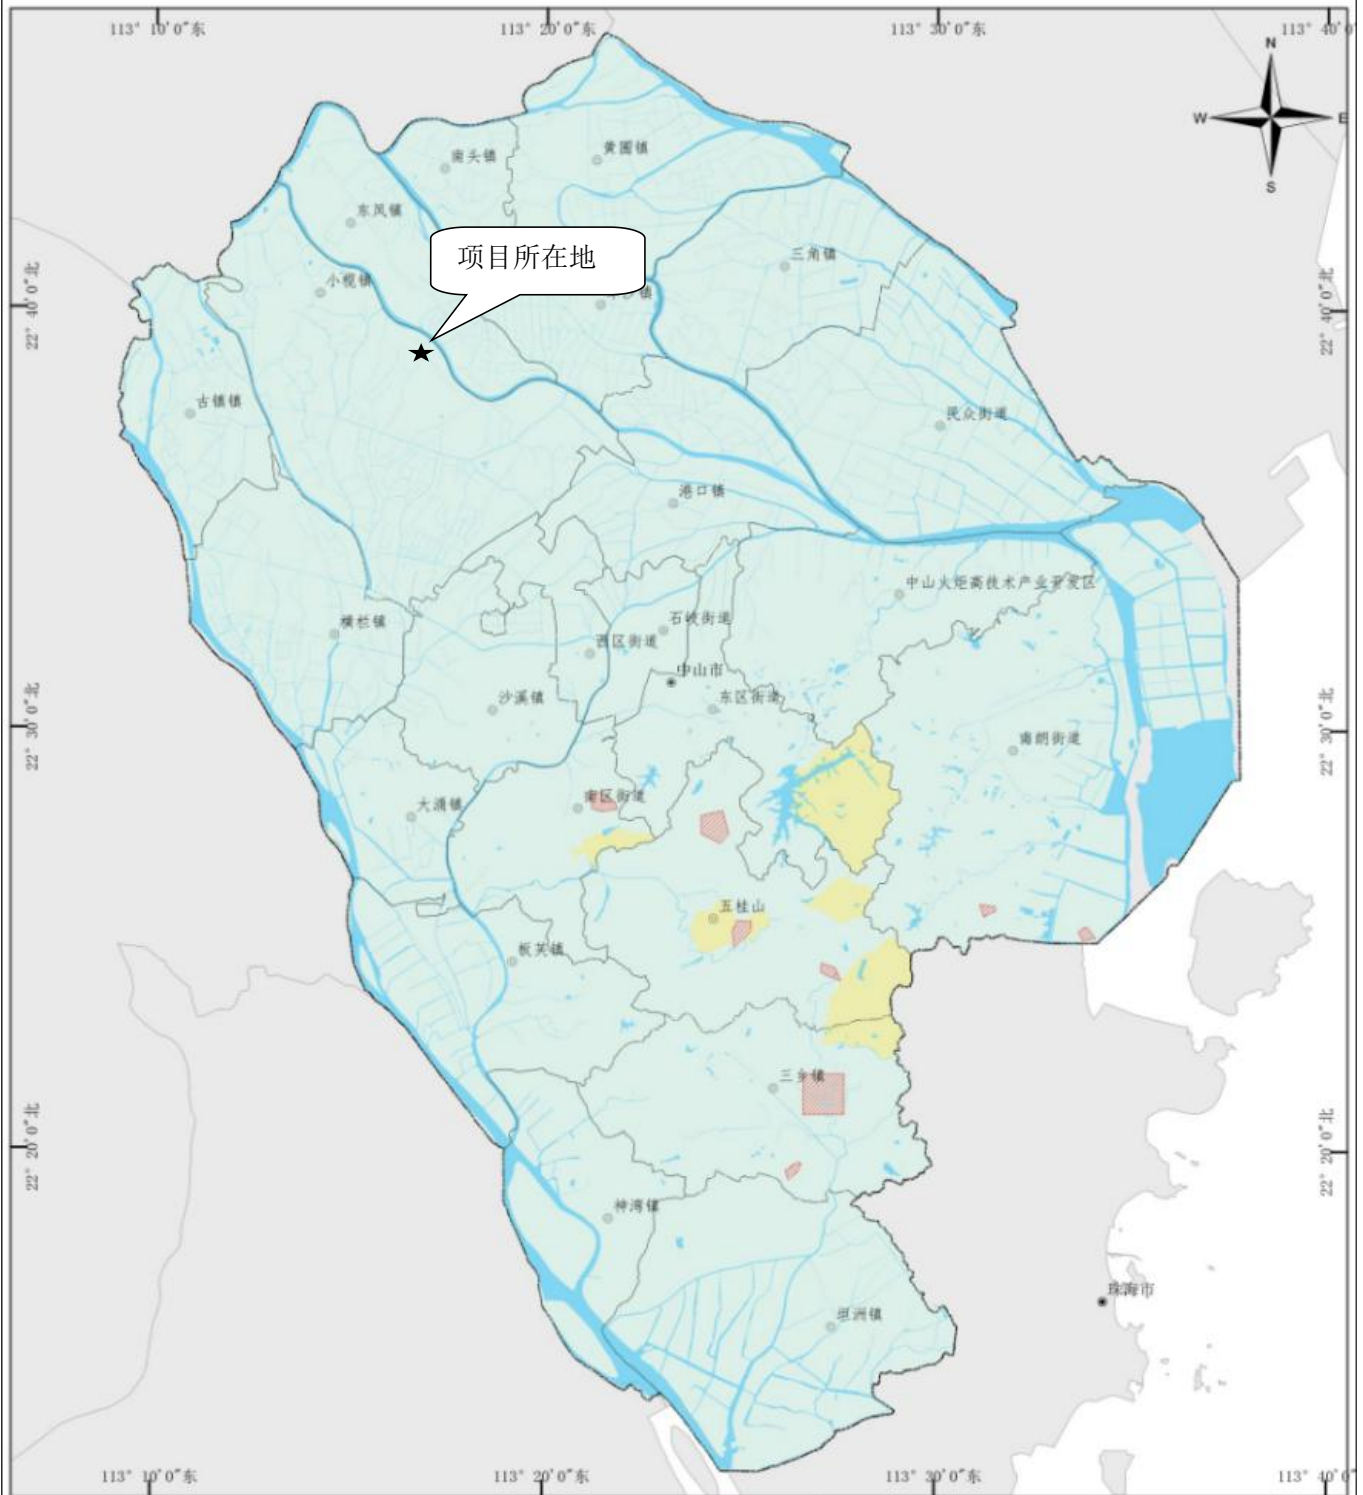 113° 10'0"东
113° 20'0"东
113° 30'0"东
113° 40'0"
N
W
E
S
南头镇
黄圃镇
东凤镇
三角镇
项目所在地
小榄镇
22° 40'0"北
22° 40'0"北
古镇镇
民众街道
港口镇
中山火炬高技术产业开发区
横栏镇
石岐街道
西区街道
中山市
沙溪镇
东区街道
22° 30'0"北
南朗街道
22° 30'0"北
大涌镇
南区街道
五桂山
板芙镇
三乡镇
22° 20'0"北
22° 20'0"北
神湾镇
珠海市
坦洲镇
113° 10'0"东
113° 20'0"东
113° 30'0"东
113° 40'0"东